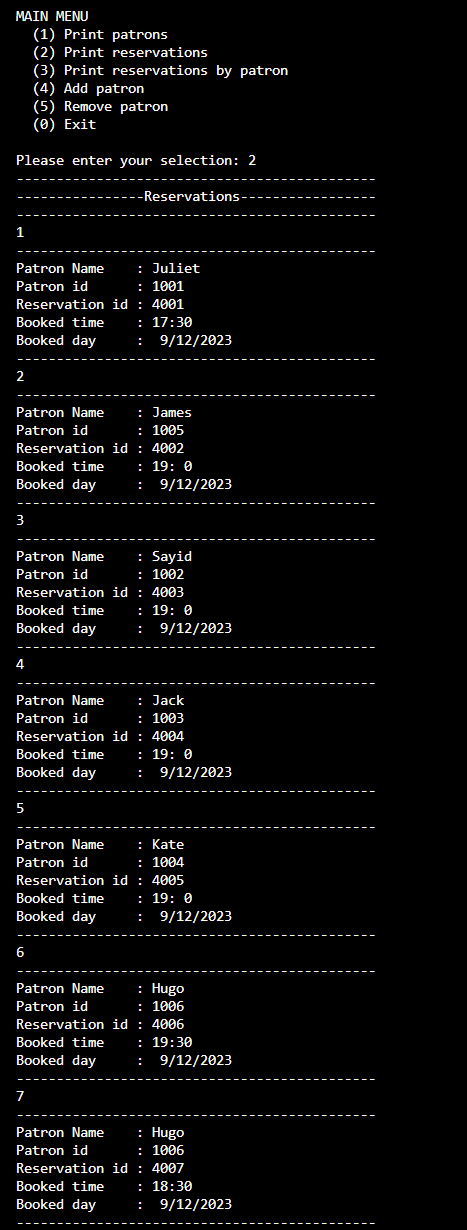 MAIN MENU
  (1) Print patrons
  (2) Print reservations
  (3) Print reservations by patron
  (4) Add patron
  (5) Remove patron
  (0) Exit

Please enter your selection: 2
---------------------------------------------
----------------Reservations-----------------
---------------------------------------------
1
---------------------------------------------
Patron Name    : Juliet
Patron id      : 1001
Reservation id : 4001
Booked time    : 17:30
Booked day     :  9/12/2023
---------------------------------------------
2
---------------------------------------------
Patron Name    : James
Patron id      : 1005
Reservation id : 4002
Booked time    : 19: 0
Booked day     :  9/12/2023
---------------------------------------------
3
---------------------------------------------
Patron Name    : Sayid
Patron id      : 1002
Reservation id : 4003
Booked time    : 19: 0
Booked day     :  9/12/2023
---------------------------------------------
4
---------------------------------------------
Patron Name    : Jack
Patron id      : 1003
Reservation id : 4004
Booked time    : 19: 0
Booked day     :  9/12/2023
---------------------------------------------
5
---------------------------------------------
Patron Name    : Kate
Patron id      : 1004
Reservation id : 4005
Booked time    : 19: 0
Booked day     :  9/12/2023
---------------------------------------------
6
---------------------------------------------
Patron Name    : Hugo
Patron id      : 1006
Reservation id : 4006
Booked time    : 19:30
Booked day     :  9/12/2023
---------------------------------------------
7
---------------------------------------------
Patron Name    : Hugo
Patron id      : 1006
Reservation id : 4007
Booked time    : 18:30
Booked day     :  9/12/2023
---------------------------------------------